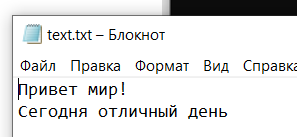 text.txt – Блокнот
Файл Правка Формат Вид Справка
Привет мир!
Сегодня отличный день